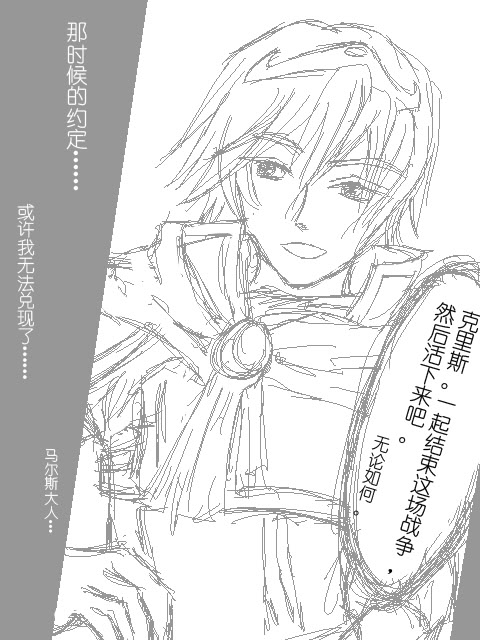 克里斯。一起结束这场战争，
然后活下来吧。
无论如何。
那时候的约定……
或许我无法兑现了……
马尔斯大人…